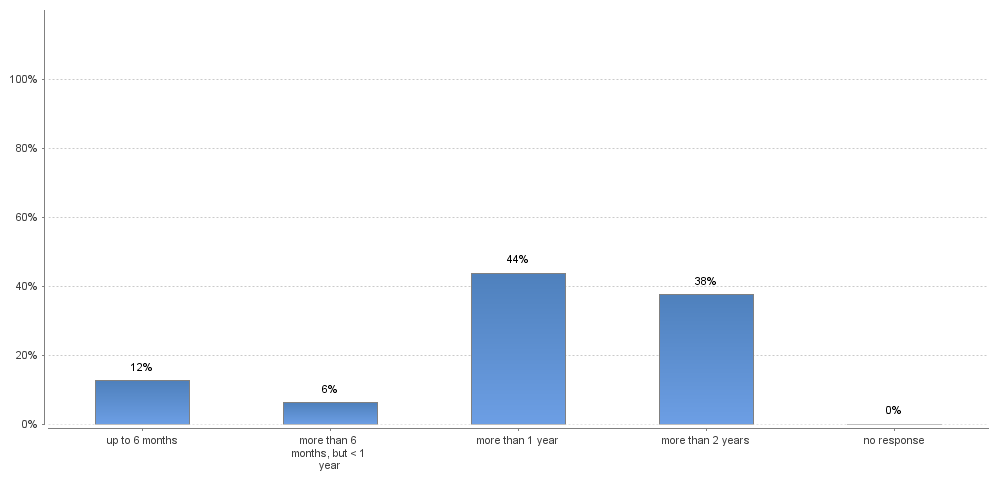 100%
80%
60%
40%
20%
0%
12%
6%
44%
38%
0%
up to 6 months
more than 6
months, but < 1
year
more than 1 year
more than 2 years
no response